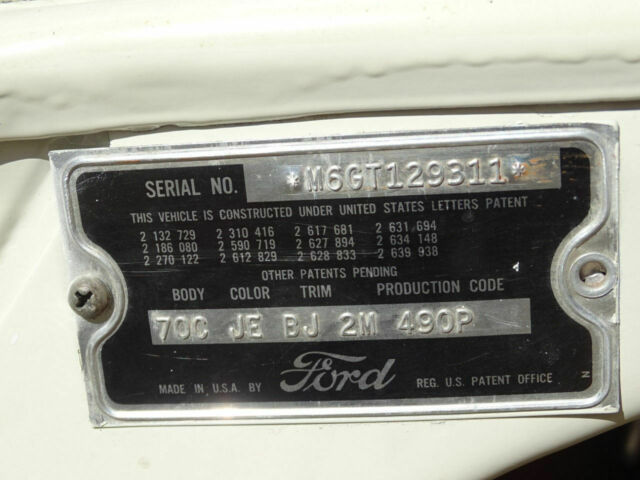 SERIAL NO. *M6GT129311*
THIS VEHICLE IS CONSTRUCTED UNDER UNITED STATES LETTERS PATENT
2 132 729 2 310 416 2 617 681 2 631 694
2 186 080 2 590 719 2 627 894 2 634 148
2 270 122 2 612 829 2 628 833 2 639 938
OTHER PATENTS PENDING
BODY COLOR TRIM PRODUCTION CODE
70C JE BJ 2M 490P
MADE IN U.S.A. BY Ford REG. U.S. PATENT OFFICE
N